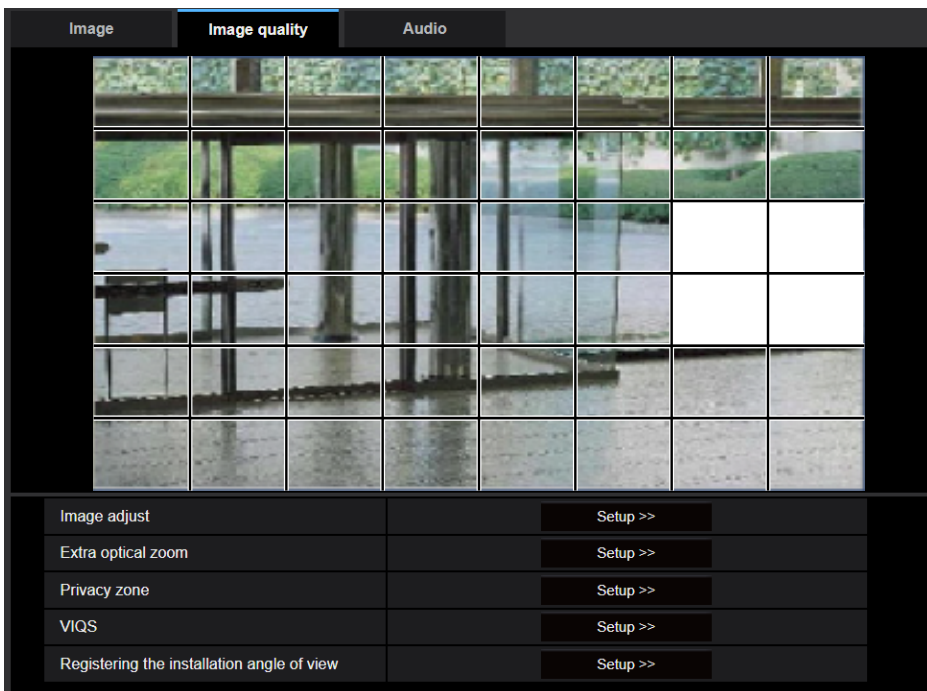 Image Image quality Audio
Image adjust Setup >>
Extra optical zoom Setup >>
Privacy zone Setup >>
VIQS Setup >>
Registering the installation angle of view Setup >>